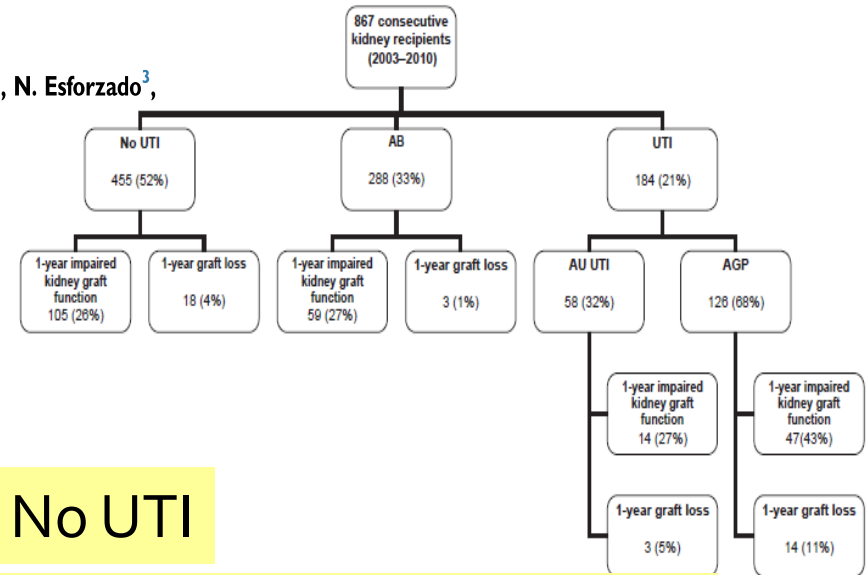 867 consecutive
kidney recipients
(2003–2010)
, N. Esforzado³,
No UTI
455 (52%)
AB
288 (33%)
UTI
184 (21%)
1-year impaired
kidney graft
function
105 (26%)
1-year graft loss
18 (4%)
1-year impaired
kidney graft
function
59 (27%)
1-year graft loss
3 (1%)
AU UTI
58 (32%)
AGP
126 (68%)
1-year impaired
kidney graft
function
14 (27%)
1-year impaired
kidney graft
function
47(43%)
No UTI
1-year graft loss
3 (5%)
1-year graft loss
14 (11%)